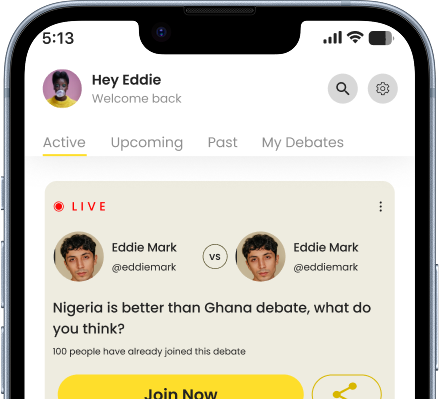 5:13
Hey Eddie
Welcome back
Active Upcoming Past My Debates
LIVE
Eddie Mark VS Eddie Mark
@eddiemark @eddiemark
Nigeria is better than Ghana debate, what do
you think?
100 people have already joined this debate
Join Now